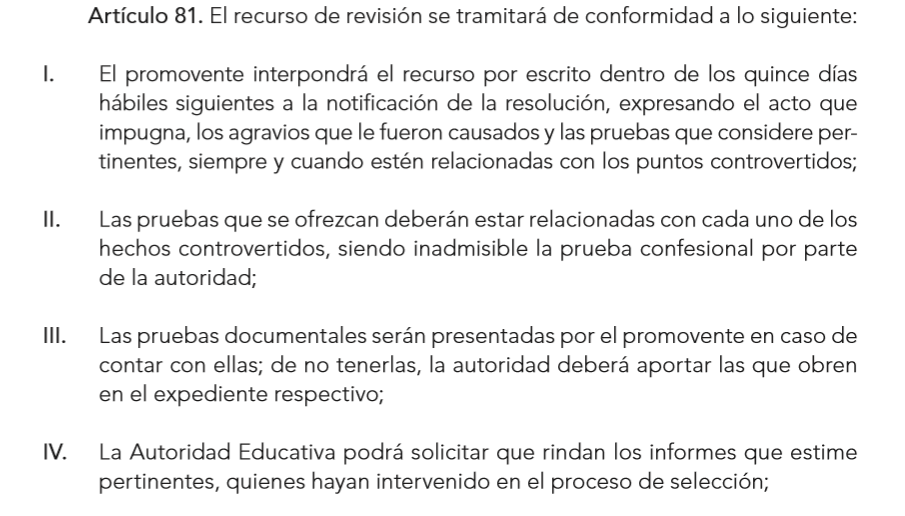 Artículo 81. El recurso de revisión se tramitará de conformidad a lo siguiente:
I. El promovente interpondrá el recurso por escrito dentro de los quince días
hábiles siguientes a la notificación de la resolución, expresando el acto que
impugna, los agravios que le fueron causados y las pruebas que considere per-
tinentes, siempre y cuando estén relacionadas con los puntos controvertidos;
II. Las pruebas que se ofrezcan deberán estar relacionadas con cada uno de los
hechos controvertidos, siendo inadmisible la prueba confesional por parte
de la autoridad;
III. Las pruebas documentales serán presentadas por el promovente en caso de
contar con ellas; de no tenerlas, la autoridad deberá aportar las que obren
en el expediente respectivo;
IV. La Autoridad Educativa podrá solicitar que rindan los informes que estime
pertinentes, quienes hayan intervenido en el proceso de selección;